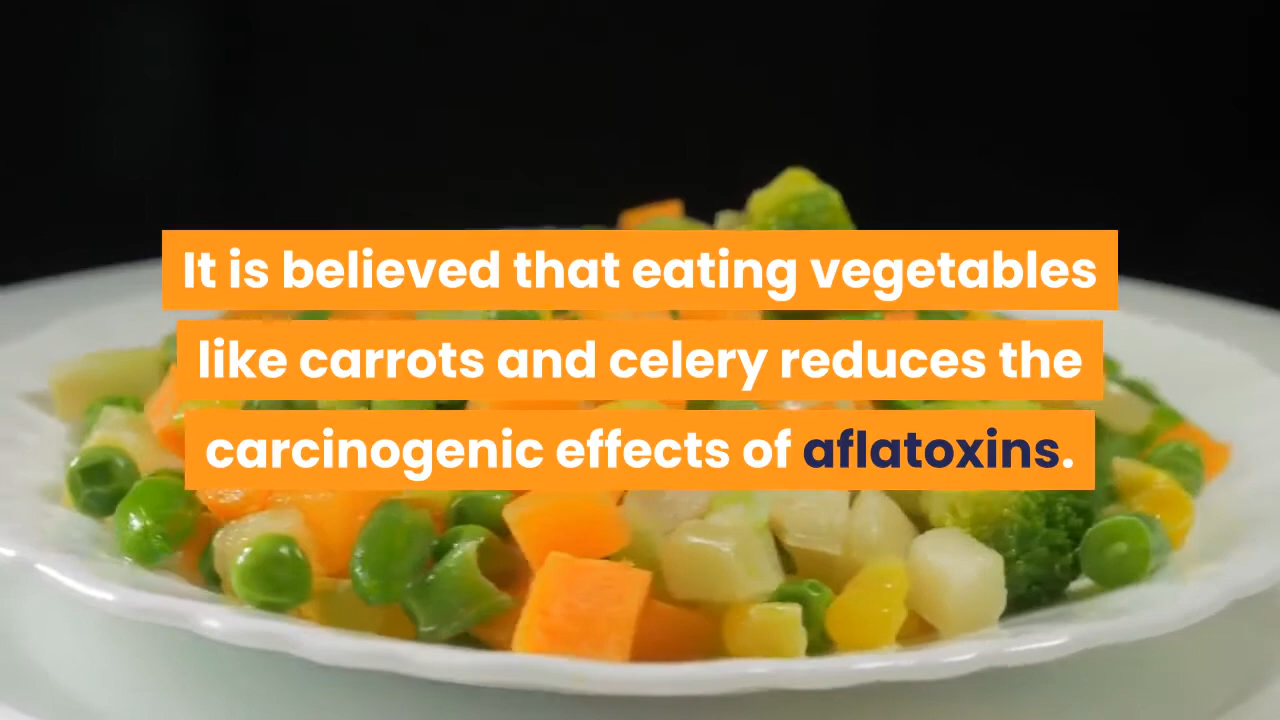 It is believed that eating vegetables
like carrots and celery reduces the
carcinogenic effects of aflatoxins.